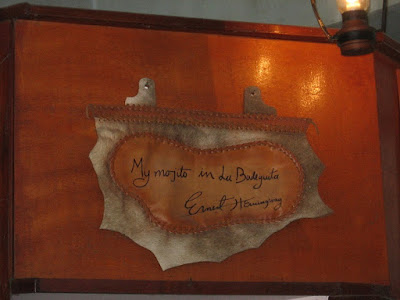 My mojito in La Bodeguita
Ernest Hemingway